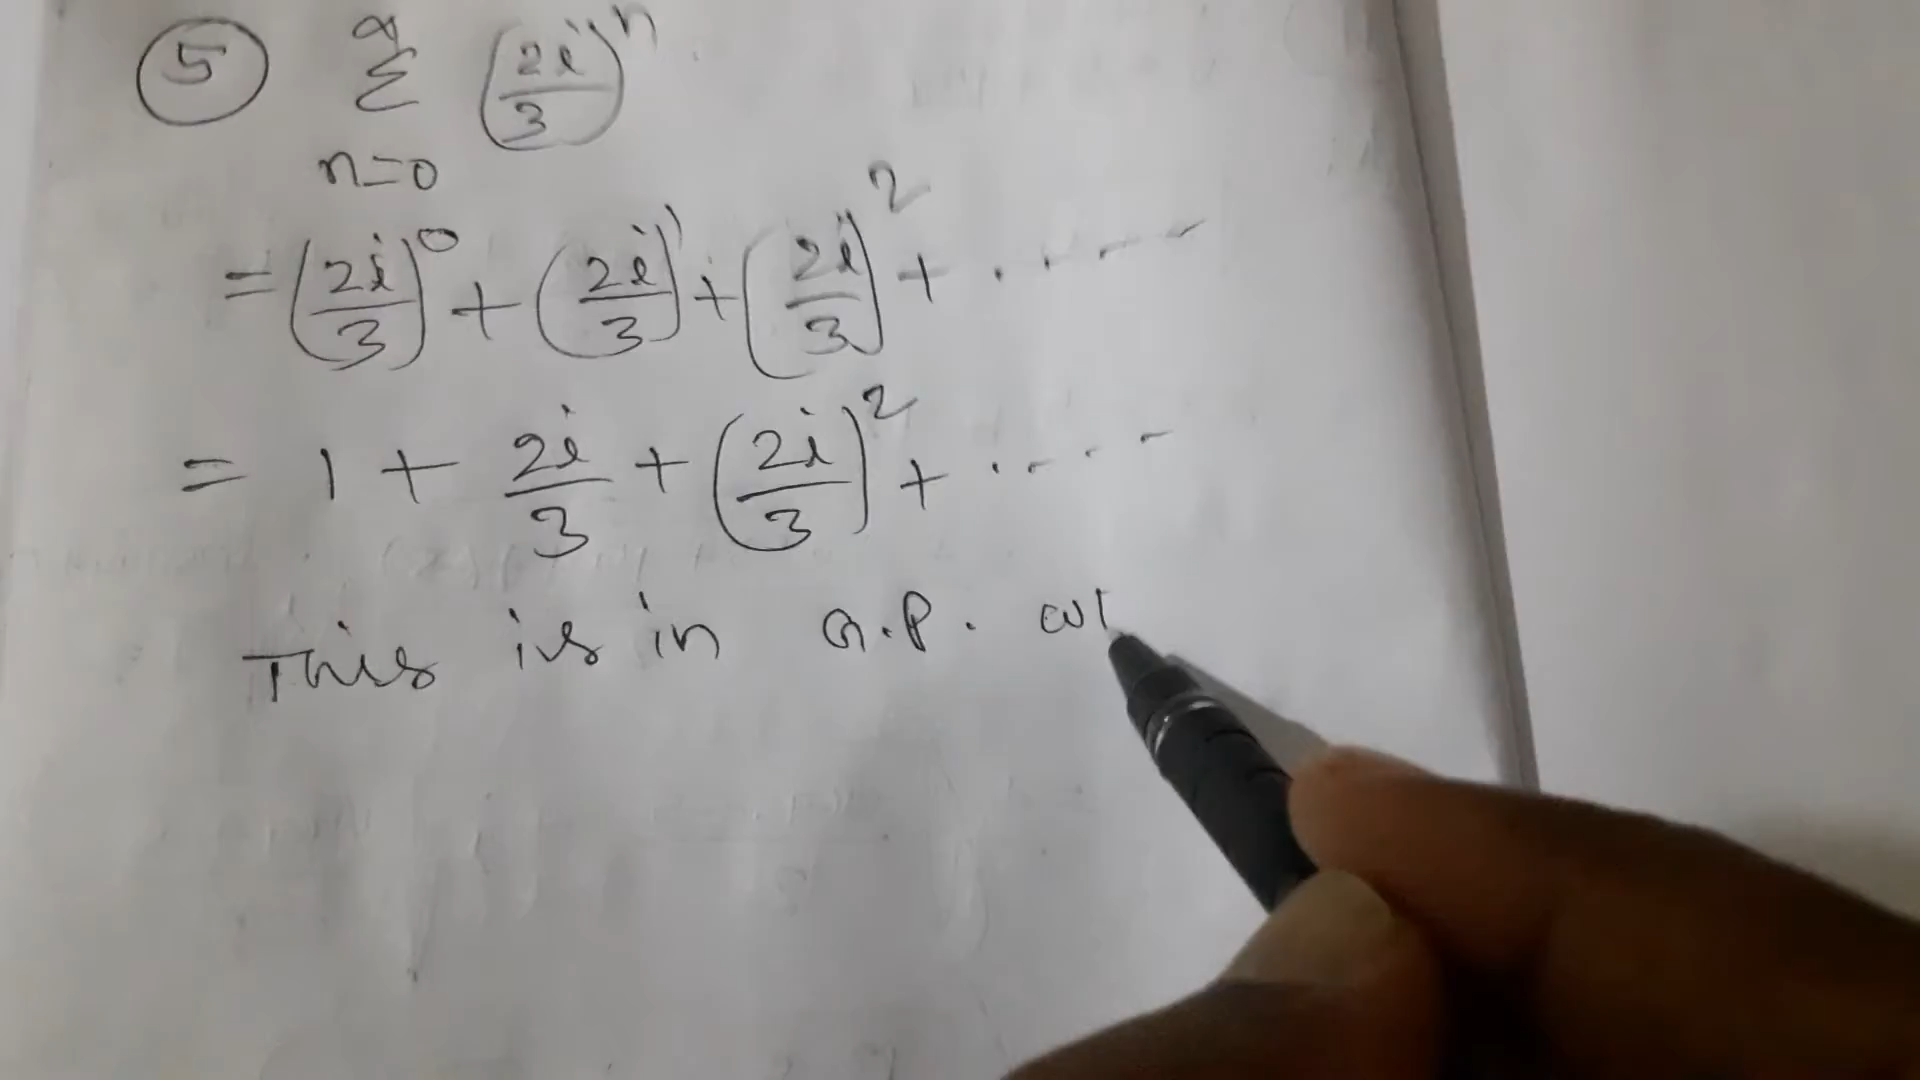 5 ∞ Σ n=0 (2i/3)^n
= (2i/3)^0 + (2i/3)^1 + (2i/3)^2 + .....
= 1 + 2i/3 + (2i/3)^2 + .....
This is in G.P. wi